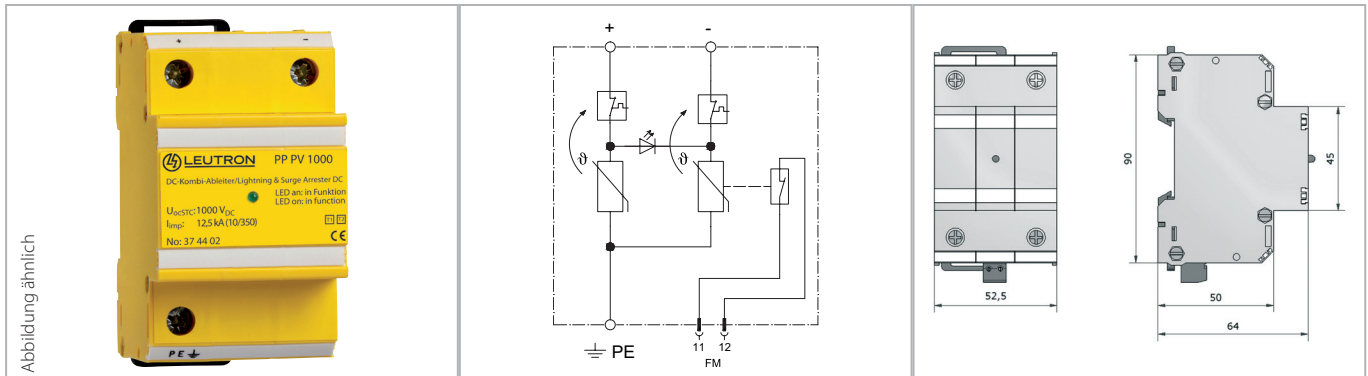 Abbildung ähnlich
+ -
LEUTRON PP PV 1000
DC-Kombi-Ableiter/Lightning & Surge Arrester DC
LED an: in Funktion
LED on: in function
UocSTC: 1000 VDC
Iimp: 12,5 kA (10/350)
T1 T2
No: 37 44 02
CE
PE
+ -
ϑ ϑ
PE
11 12
FM
52,5
90
45
50
64